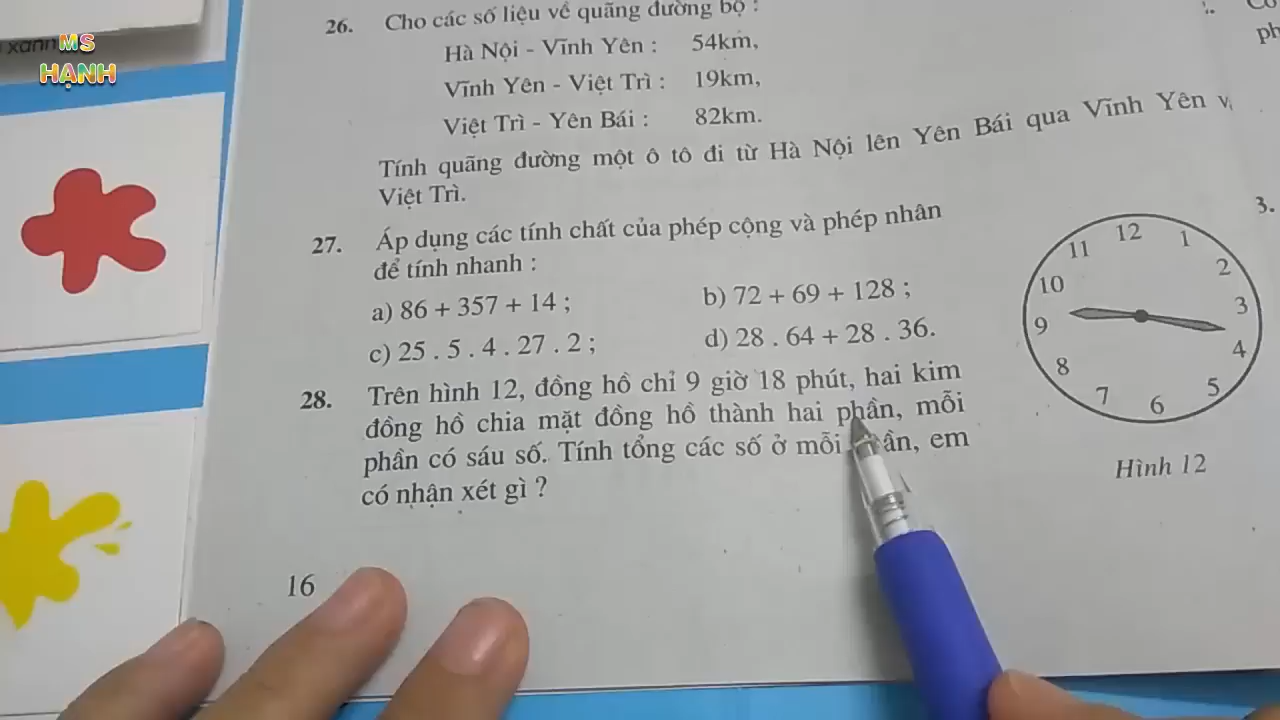 xanh
MS
HẠNH
26. Cho các số liệu về quãng đường bộ :
Hà Nội - Vĩnh Yên : 54km,
Vĩnh Yên - Việt Trì : 19km,
Việt Trì - Yên Bái : 82km.
Tính quãng đường một ô tô đi từ Hà Nội lên Yên Bái qua Vĩnh Yên
Việt Trì.
27. Áp dụng các tính chất của phép cộng và phép nhân
để tính nhanh :
a) 86 + 357 + 14 ; b) 72 + 69 + 128 ;
c) 25 . 5 . 4 . 27 . 2 ; d) 28 . 64 + 28 . 36.
28. Trên hình 12, đồng hồ chỉ 9 giờ 18 phút, hai kim
đồng hồ chia mặt đồng hồ thành hai phần, mỗi
phần có sáu số. Tính tổng các số ở mỗi phần, em
có nhận xét gì ?
12
11 1
10 2
9 3
8 4
7 5
6
Hình 12
16
3.
ph